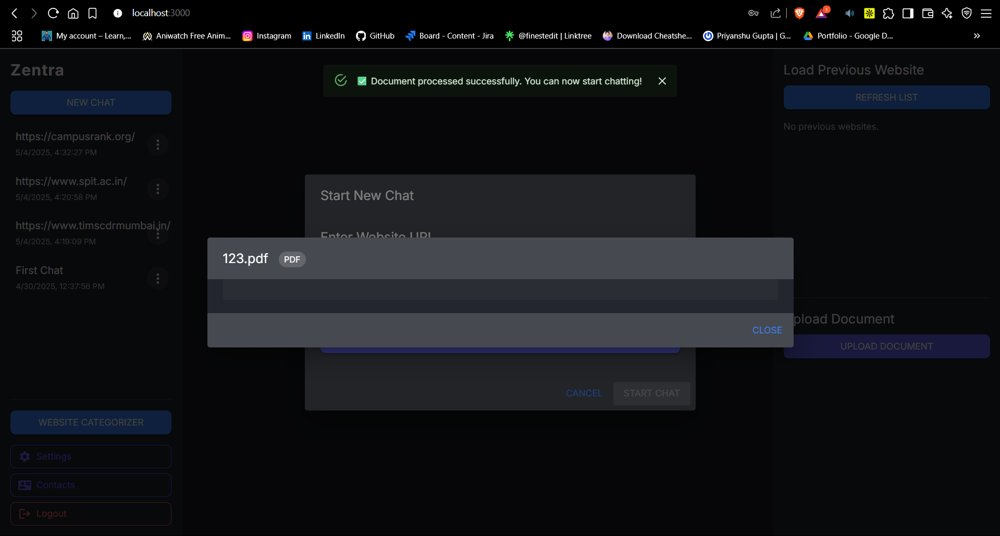 localhost:3000
My account – Learn,...
Aniwatch Free Anim...
Instagram
LinkedIn
GitHub
Board - Content - Jira
@finestedit | Linktree
Download Cheatshe...
Priyanshu Gupta | G...
Portfolio - Google D...
Zentra
NEW CHAT
https://campusrank.org/
5/4/2025, 4:32:27 PM
https://www.spit.ac.in/
5/4/2025, 4:20:58 PM
https://www.timscdrmumbai.in/
5/4/2025, 4:19:09 PM
First Chat
4/30/2025, 12:37:56 PM
WEBSITE CATEGORIZER
Settings
Contacts
Logout
✅ Document processed successfully. You can now start chatting!
Start New Chat
Enter Website URL
123.pdf
PDF
CLOSE
CANCEL
START CHAT
Load Previous Website
REFRESH LIST
No previous websites.
pload Document
UPLOAD DOCUMENT